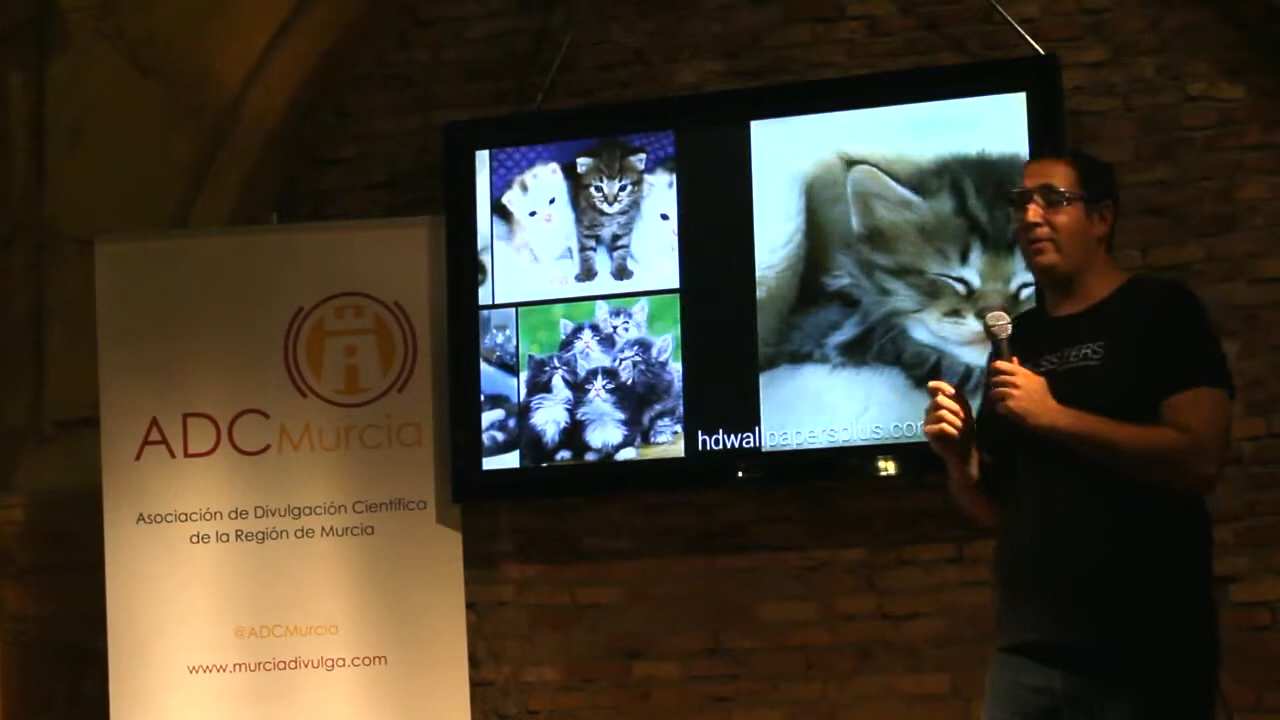 ADCMurcia
Asociación de Divulgación Científica
de la Región de Murcia
@ADCMurcia
www.murciadivulga.com
hdwallpapersplus.com